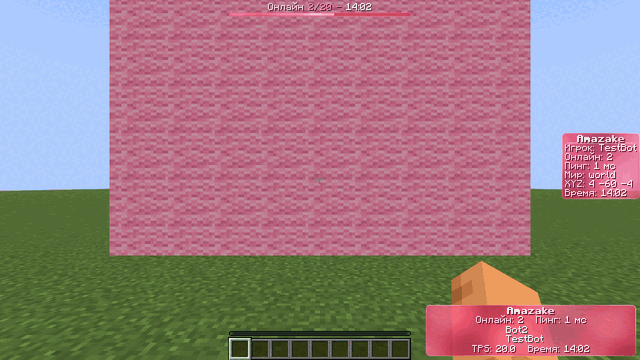 Онлайн 2/20 - 14:02
Amazake
Игрок: TestBot
Онлайн: 2
Пинг: 1 мс
Мир: world
XYZ: 4 -60 -4
Время: 14:02
Amazake
Онлайн: 2 Пинг: 1 мс
Bot2
TestBot
TPS: 20.0 Время: 14:02